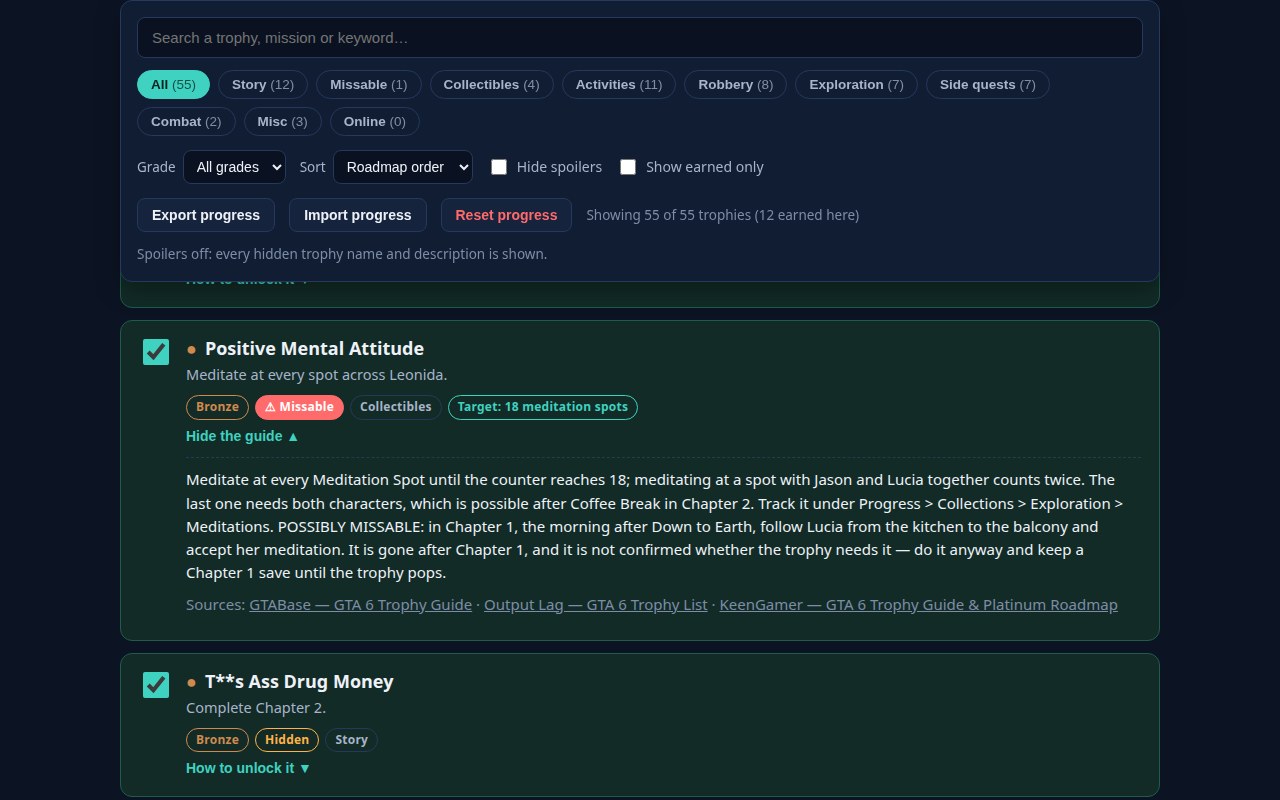 Search a trophy, mission or keyword…
All (55) Story (12) Missable (1) Collectibles (4) Activities (11) Robbery (8) Exploration (7) Side quests (7)
Combat (2) Misc (3) Online (0)
Grade All grades Sort Roadmap order Hide spoilers Show earned only
Export progress Import progress Reset progress Showing 55 of 55 trophies (12 earned here)
Spoilers off: every hidden trophy name and description is shown.
Positive Mental Attitude
Meditate at every spot across Leonida.
Bronze ⚠ Missable Collectibles Target: 18 meditation spots
Hide the guide ▲
Meditate at every Meditation Spot until the counter reaches 18; meditating at a spot with Jason and Lucia together counts twice. The
last one needs both characters, which is possible after Coffee Break in Chapter 2. Track it under Progress > Collections > Exploration >
Meditations. POSSIBLY MISSABLE: in Chapter 1, the morning after Down to Earth, follow Lucia from the kitchen to the balcony and
accept her meditation. It is gone after Chapter 1, and it is not confirmed whether the trophy needs it — do it anyway and keep a
Chapter 1 save until the trophy pops.
Sources: GTABase — GTA 6 Trophy Guide · Output Lag — GTA 6 Trophy List · KeenGamer — GTA 6 Trophy Guide & Platinum Roadmap
T**s Ass Drug Money
Complete Chapter 2.
Bronze Hidden Story
How to unlock it ▼